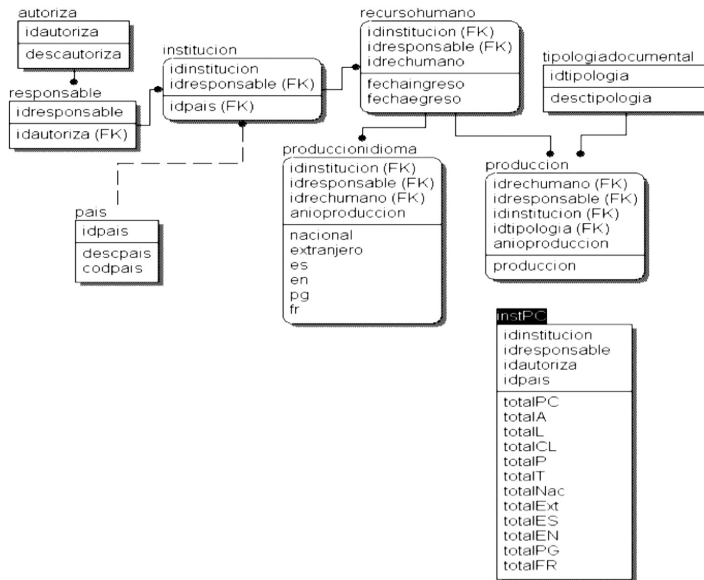 autoriza
idautoriza
descautoriza
responsable
idresponsable
idautoriza (FK)
institucion
idinstitucion
idresponsable (FK)
idpais (FK)
recursohumano
idinstitucion (FK)
idresponsable (FK)
idrechumano
fechaingreso
fechaegreso
tipologiadocumental
idtipologia
desctipologia
pais
idpais
descpais
codpais
produccionidioma
idinstitucion (FK)
idresponsable (FK)
idrechumano (FK)
anioproduccion
nacional
extranjero
es
en
pg
fr
produccion
idrechumano (FK)
idresponsable (FK)
idinstitucion (FK)
idtipologia (FK)
anioproduccion
produccion
instPC
idinstitucion
idresponsable
idautoriza
idpais
totalPC
totalA
totalL
totalCL
totalP
totalT
totalNac
totalExt
totalES
totalEN
totalPG
totalFR